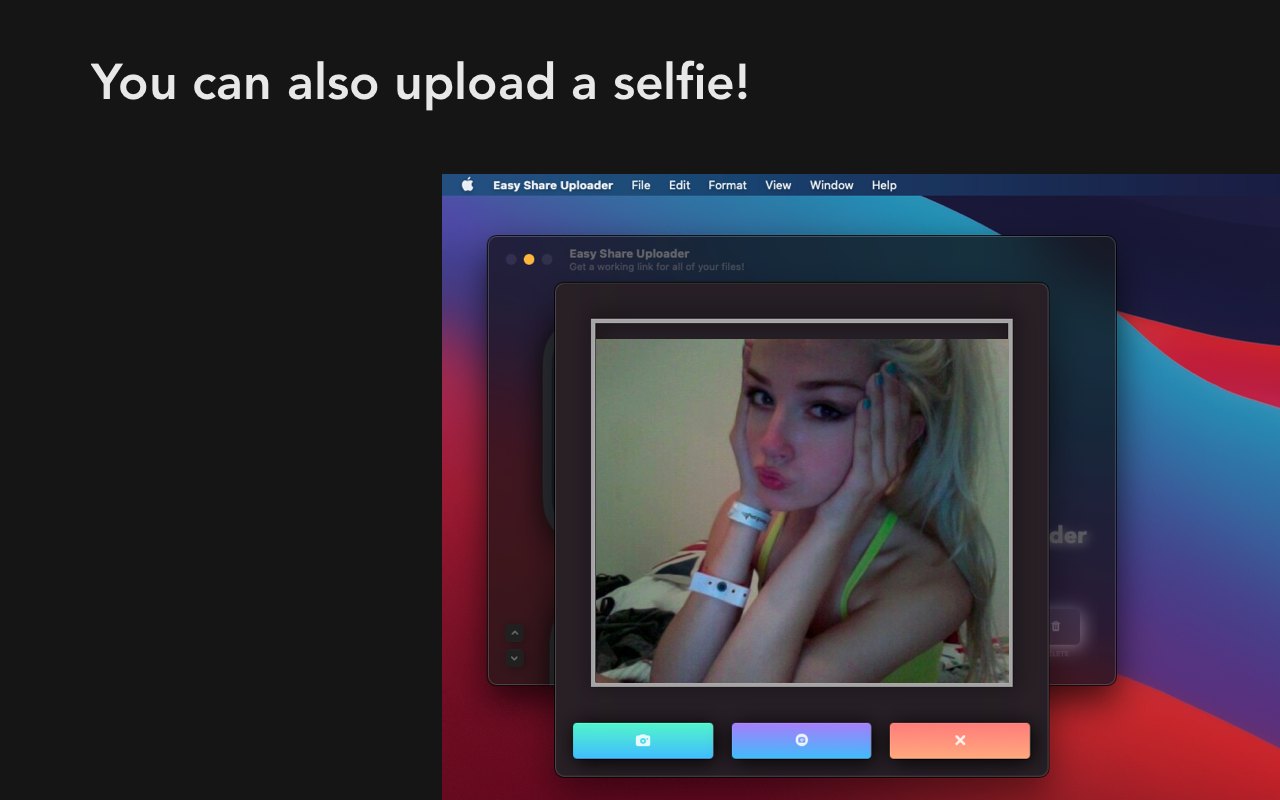 You can also upload a selfie!
Easy Share Uploader File Edit Format View Window Help
Easy Share Uploader
Get a working link for all of your files!
der